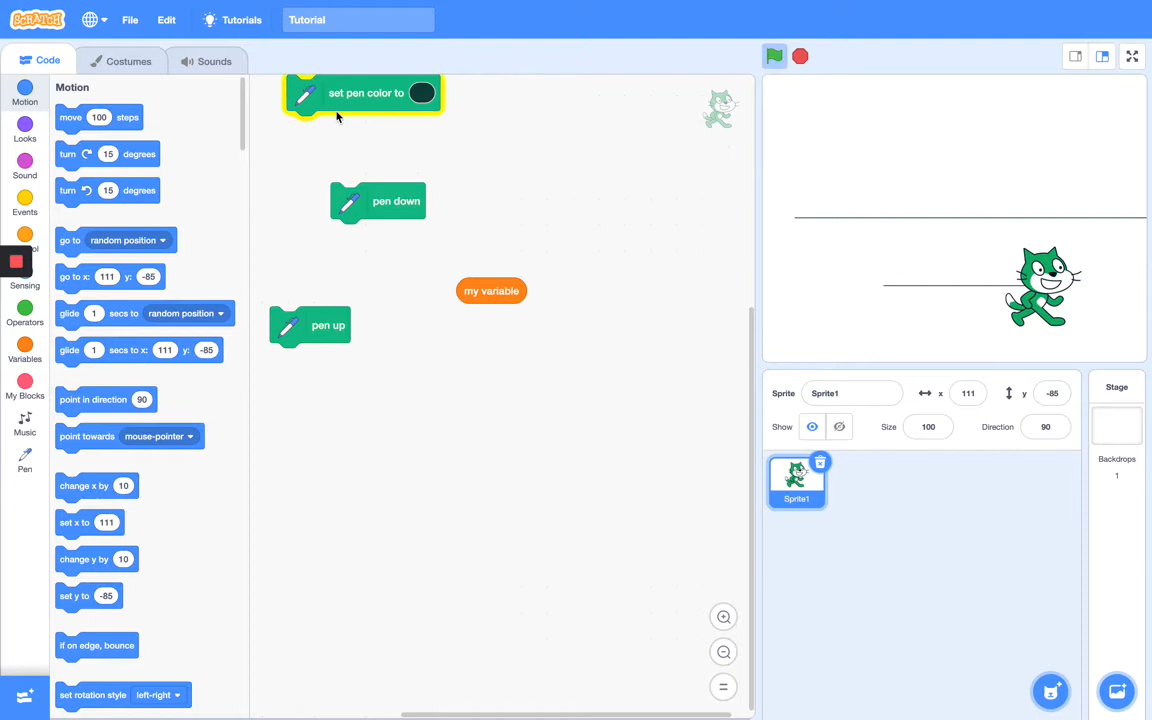 SCRATCH
File
Edit
Tutorials
Tutorial
Code
Costumes
Sounds
Motion
Looks
Sound
Events
Sensing
Operators
Variables
My Blocks
Music
Pen
Motion
move 100 steps
turn 15 degrees
turn 15 degrees
go to random position
go to x: 111 y: -85
glide 1 secs to random position
glide 1 secs to x: 111 y: -85
point in direction 90
point towards mouse-pointer
change x by 10
set x to 111
change y by 10
set y to -85
if on edge, bounce
set rotation style left-right
set pen color to
pen down
my variable
pen up
Sprite Sprite1 x 111 y -85
Show Size 100 Direction 90
Sprite1
Stage
Backdrops
1